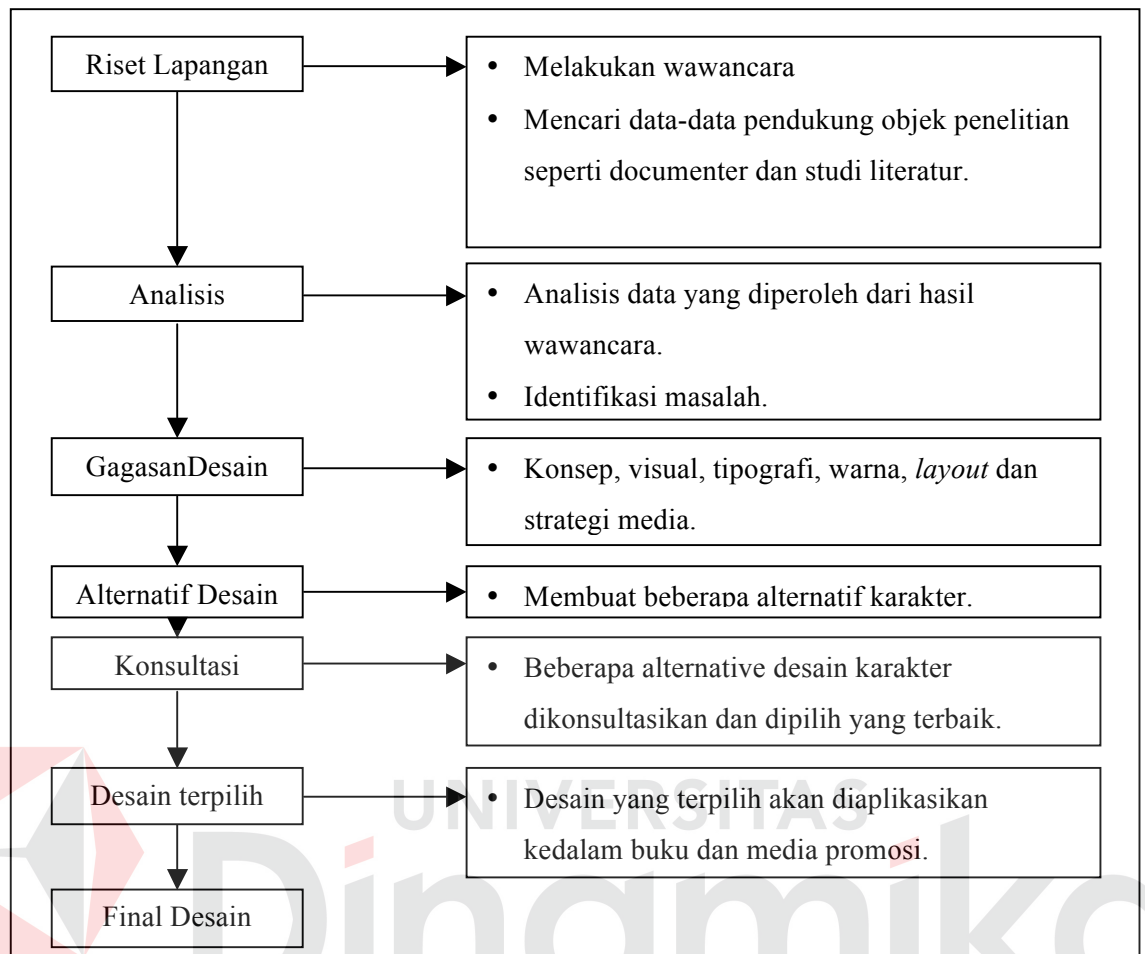 Riset Lapangan
• Melakukan wawancara
• Mencari data-data pendukung objek penelitian
seperti documenter dan studi literatur.
Analisis
• Analisis data yang diperoleh dari hasil
wawancara.
• Identifikasi masalah.
GagasanDesain
• Konsep, visual, tipografi, warna, layout dan
strategi media.
Alternatif Desain
• Membuat beberapa alternatif karakter.
Konsultasi
• Beberapa alternative desain karakter
dikonsultasikan dan dipilih yang terbaik.
Desain terpilih
• Desain yang terpilih akan diaplikasikan
kedalam buku dan media promosi.
Final Desain
UNIVERSITAS
Dinamika